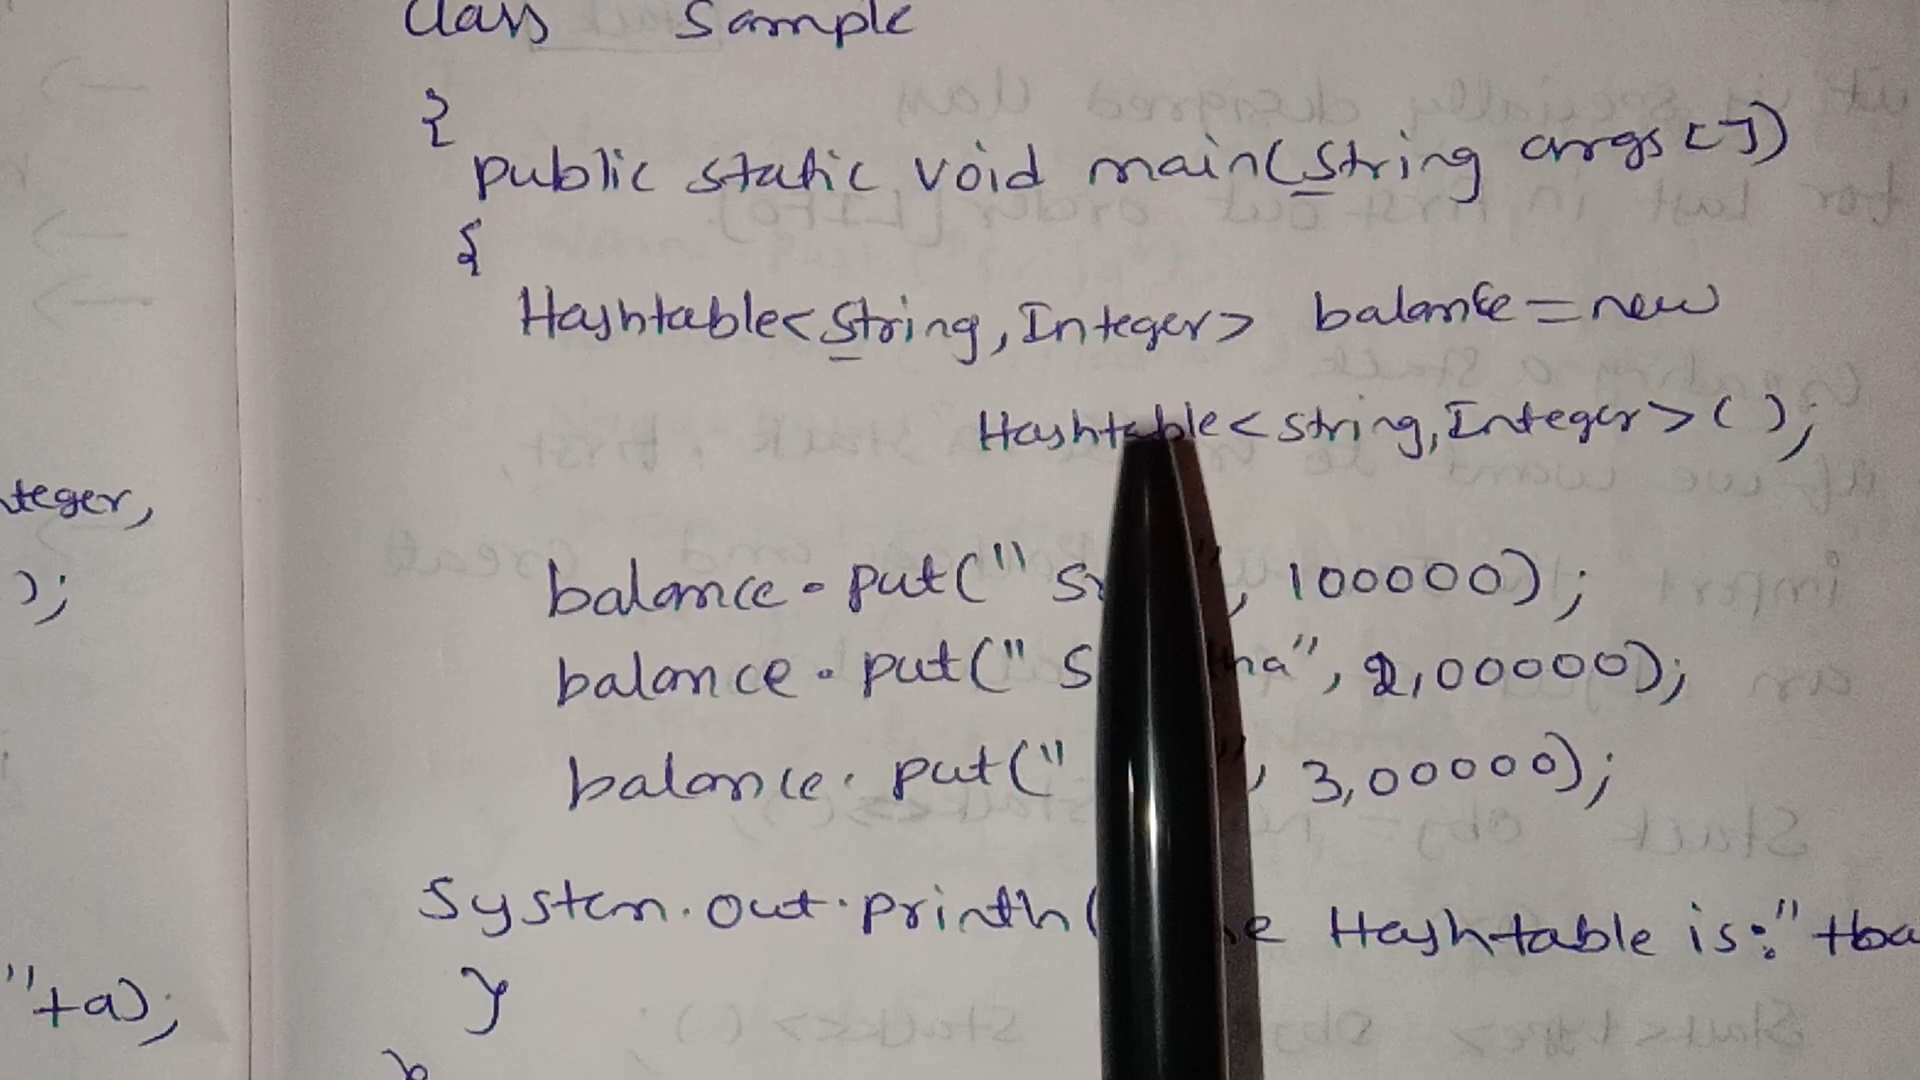 class Sample
{
public static void main(String args[])
{
Hashtable<String,Integer> balance=new
Hashtable<String,Integer>();
teger,
balance.put(" , 100000);
);
balance.put(" ", 2,00000);
balance.put(" ", 3,00000);
System.out.println( Hashtable is:"+ba
}
"+a);
}